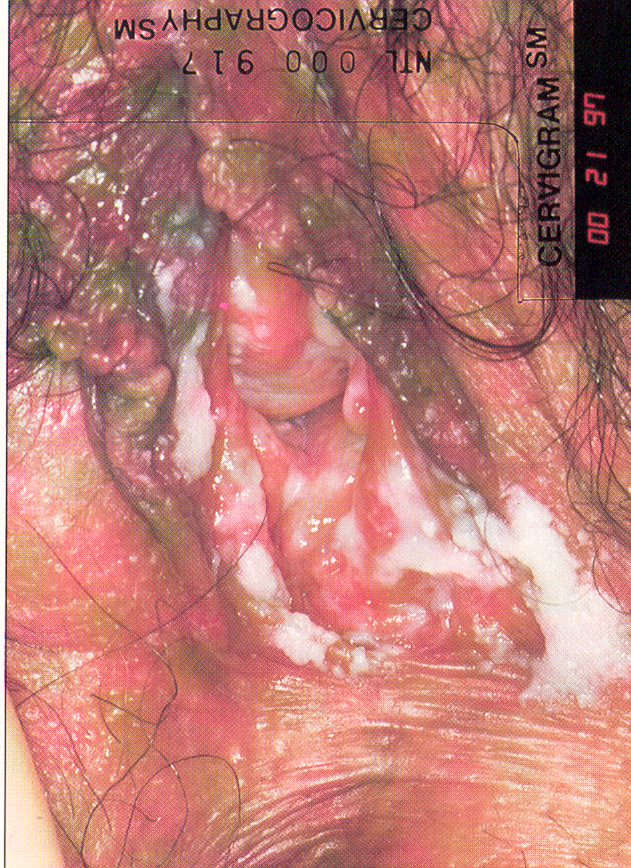 NTL 000 917
CERVICOGRAPHY SM
CERVIGRAM SM
00 21 97